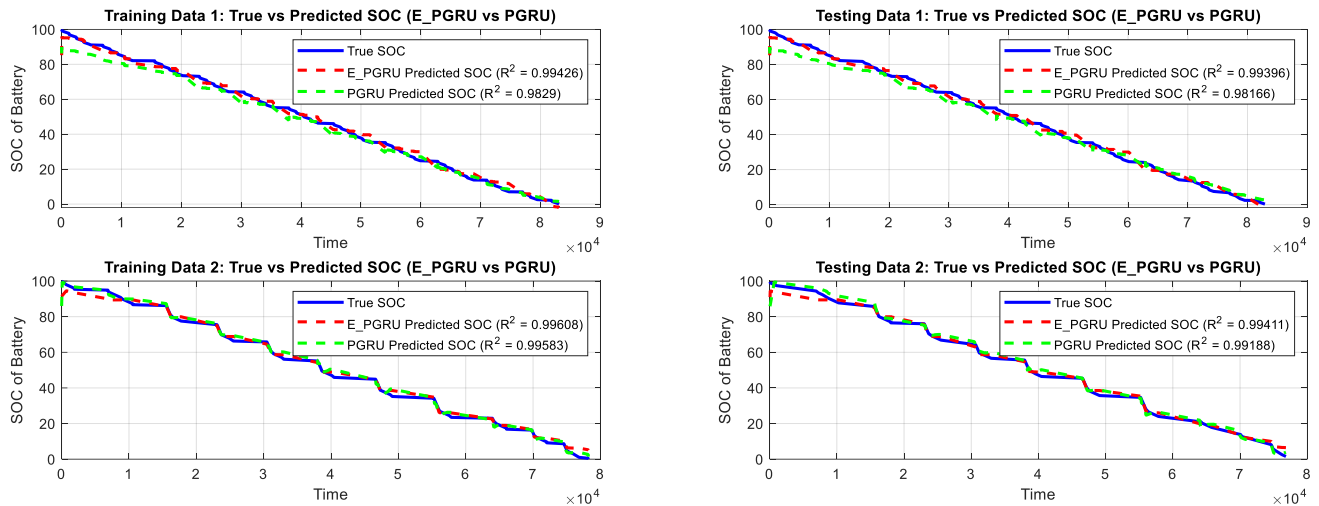 Training Data 1: True vs Predicted SOC (E_PGRU vs PGRU)
SOC of Battery
100
80
60
40
20
0
True SOC
E_PGRU Predicted SOC (R² = 0.99426)
PGRU Predicted SOC (R² = 0.9829)
0 1 2 3 4 5 6 7 8 9
Time
×10⁴
Testing Data 1: True vs Predicted SOC (E_PGRU vs PGRU)
SOC of Battery
100
80
60
40
20
0
True SOC
E_PGRU Predicted SOC (R² = 0.99396)
PGRU Predicted SOC (R² = 0.98166)
0 1 2 3 4 5 6 7 8 9
Time
×10⁴
Training Data 2: True vs Predicted SOC (E_PGRU vs PGRU)
SOC of Battery
100
80
60
40
20
0
True SOC
E_PGRU Predicted SOC (R² = 0.99608)
PGRU Predicted SOC (R² = 0.99583)
0 1 2 3 4 5 6 7 8
Time
×10⁴
Testing Data 2: True vs Predicted SOC (E_PGRU vs PGRU)
SOC of Battery
100
80
60
40
20
0
True SOC
E_PGRU Predicted SOC (R² = 0.99411)
PGRU Predicted SOC (R² = 0.99188)
0 1 2 3 4 5 6 7 8
Time
×10⁴